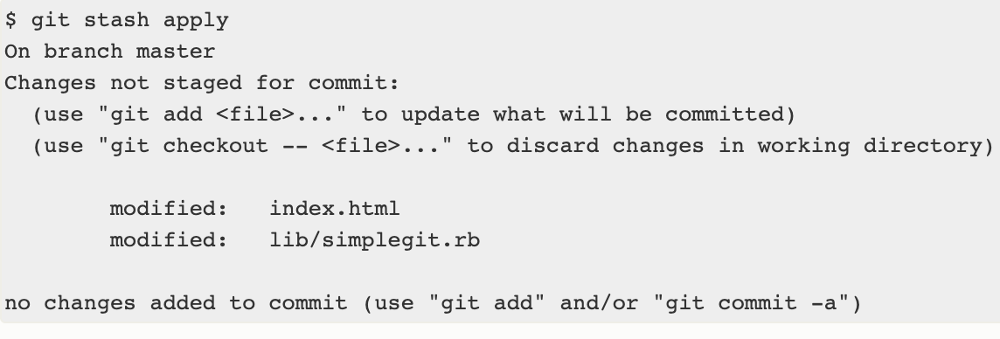 $ git stash apply
On branch master
Changes not staged for commit:
  (use "git add <file>..." to update what will be committed)
  (use "git checkout -- <file>..." to discard changes in working directory)

        modified:   index.html
        modified:   lib/simplegit.rb

no changes added to commit (use "git add" and/or "git commit -a")